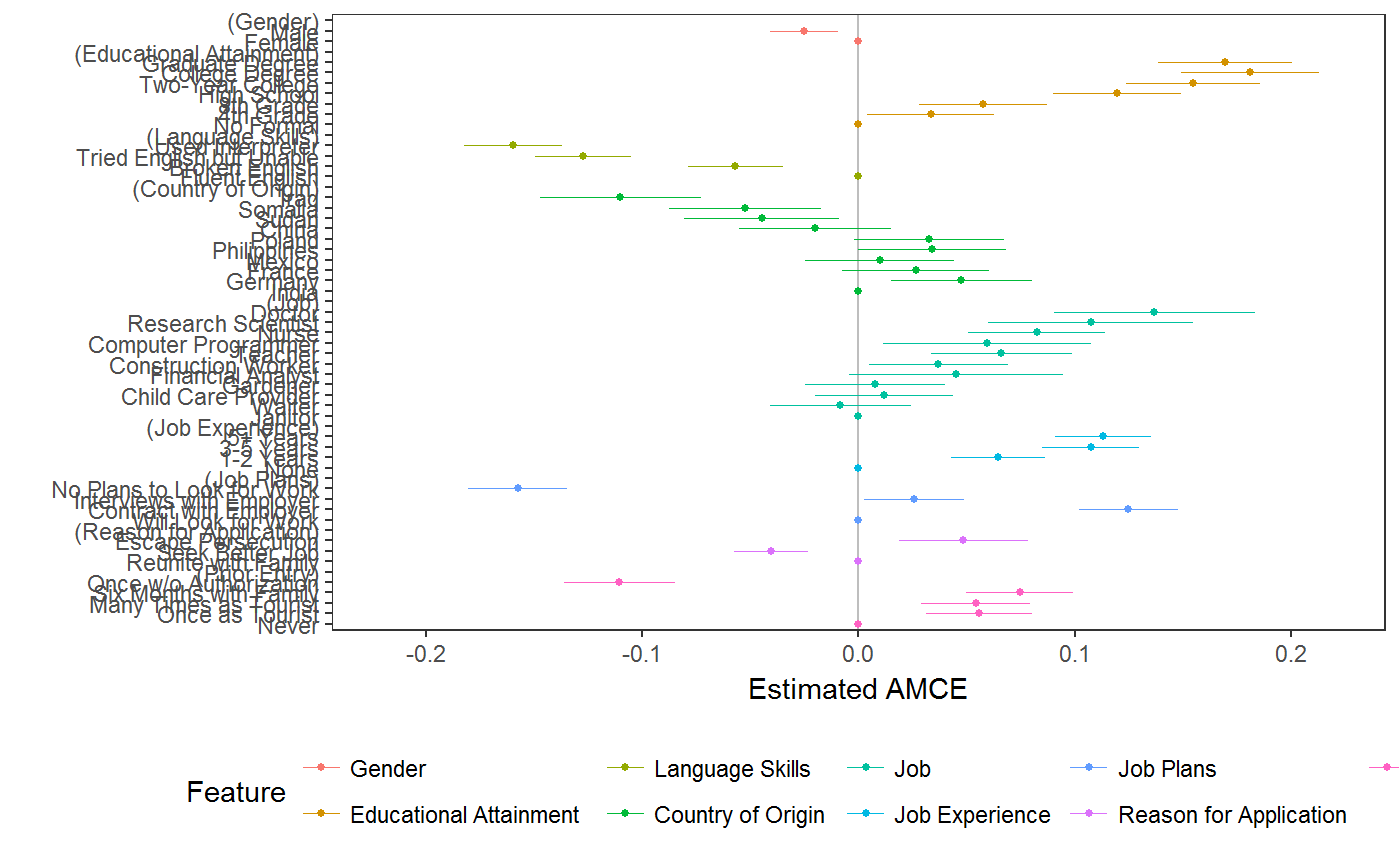 (Gender)
Male
Female
(Educational Attainment)
Graduate Degree
College Degree
Two-Year College
High School
8th Grade
4th Grade
No Formal
(Language Skills)
Used Interpreter
Tried English but Unable
Broken English
Fluent English
(Country of Origin)
Iraq
Somalia
Sudan
China
Poland
Philippines
Mexico
France
Germany
India
(Job)
Doctor
Research Scientist
Nurse
Computer Programmer
Teacher
Construction Worker
Financial Analyst
Gardener
Child Care Provider
Waiter
Janitor
(Job Experience)
5+ Years
3-5 Years
1-2 Years
None
(Job Plans)
No Plans to Look for Work
Interviews with Employer
Contract with Employer
Will Look for Work
(Reason for Application)
Escape Persecution
Seek Better Job
Reunite with Family
(Prior Entry)
Once w/o Authorization
Six Months with Family
Many Times as Tourist
Once as Tourist
Never
-0.2 -0.1 0.0 0.1 0.2
Estimated AMCE
Feature
Gender Language Skills Job Job Plans
Educational Attainment Country of Origin Job Experience Reason for Application